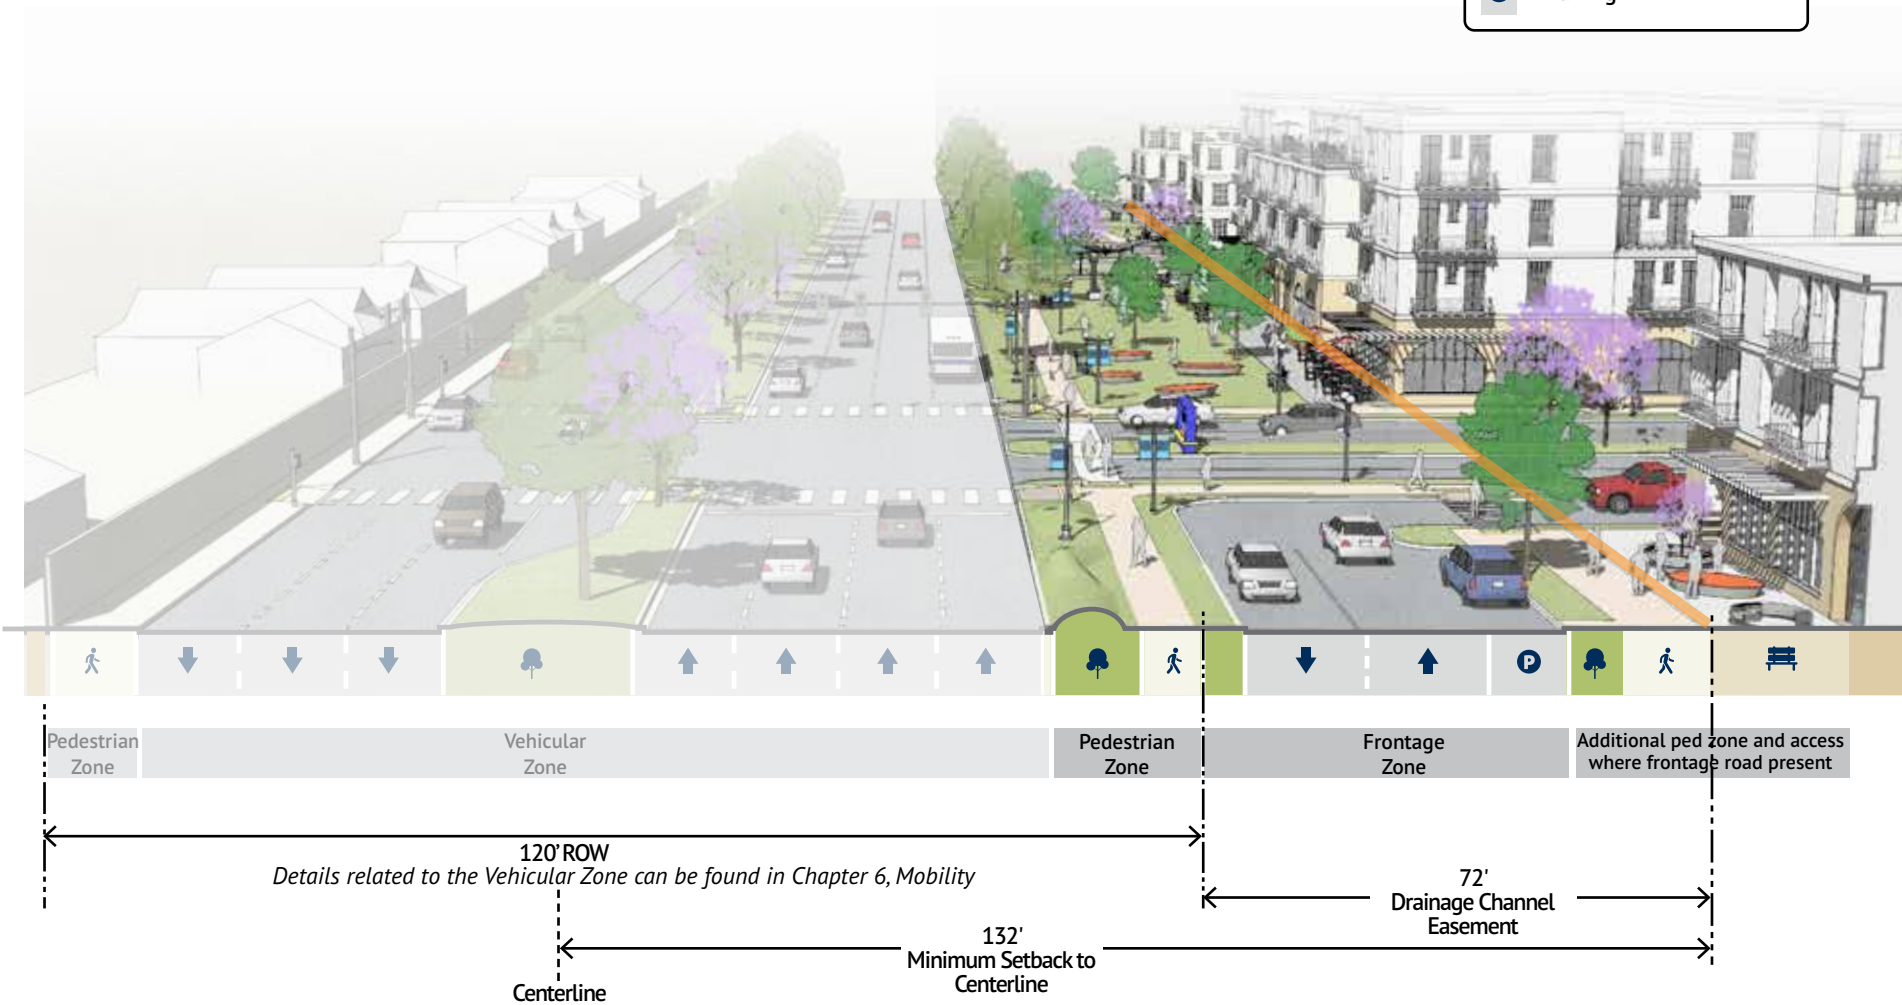 P
Pedestrian
Zone
Vehicular
Zone
Pedestrian
Zone
Frontage
Zone
Additional ped zone and access
where frontage road present
120' ROW
Details related to the Vehicular Zone can be found in Chapter 6, Mobility
72'
Drainage Channel
Easement
132'
Minimum Setback to
Centerline
Centerline